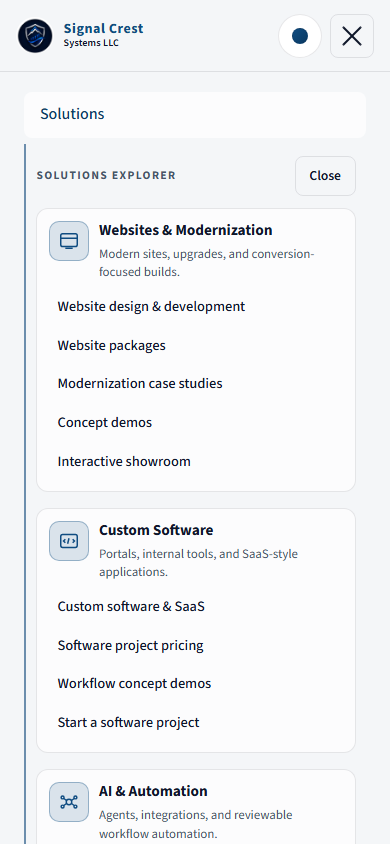 Signal Crest
Systems LLC
Solutions
SOLUTIONS EXPLORER
Close
Websites & Modernization
Modern sites, upgrades, and conversion-
focused builds.
Website design & development
Website packages
Modernization case studies
Concept demos
Interactive showroom
Custom Software
Portals, internal tools, and SaaS-style
applications.
Custom software & SaaS
Software project pricing
Workflow concept demos
Start a software project
AI & Automation
Agents, integrations, and reviewable
workflow automation.